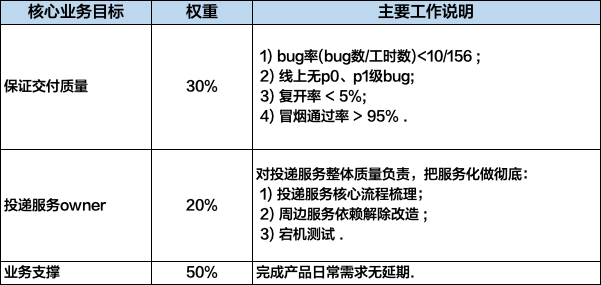 核心业务目标 权重 主要工作说明
保证交付质量 30%
1) bug率(bug数/工时数)<10/156 ;
2) 线上无p0、p1级bug;
3) 复开率 < 5%;
4) 冒烟通过率 > 95% .
投递服务owner 20%
对投递服务整体质量负责，把服务化做彻底：
1) 投递服务核心流程梳理；
2) 周边服务依赖解除改造 ;
3) 宕机测试 .
业务支撑 50% 完成产品日常需求无延期.